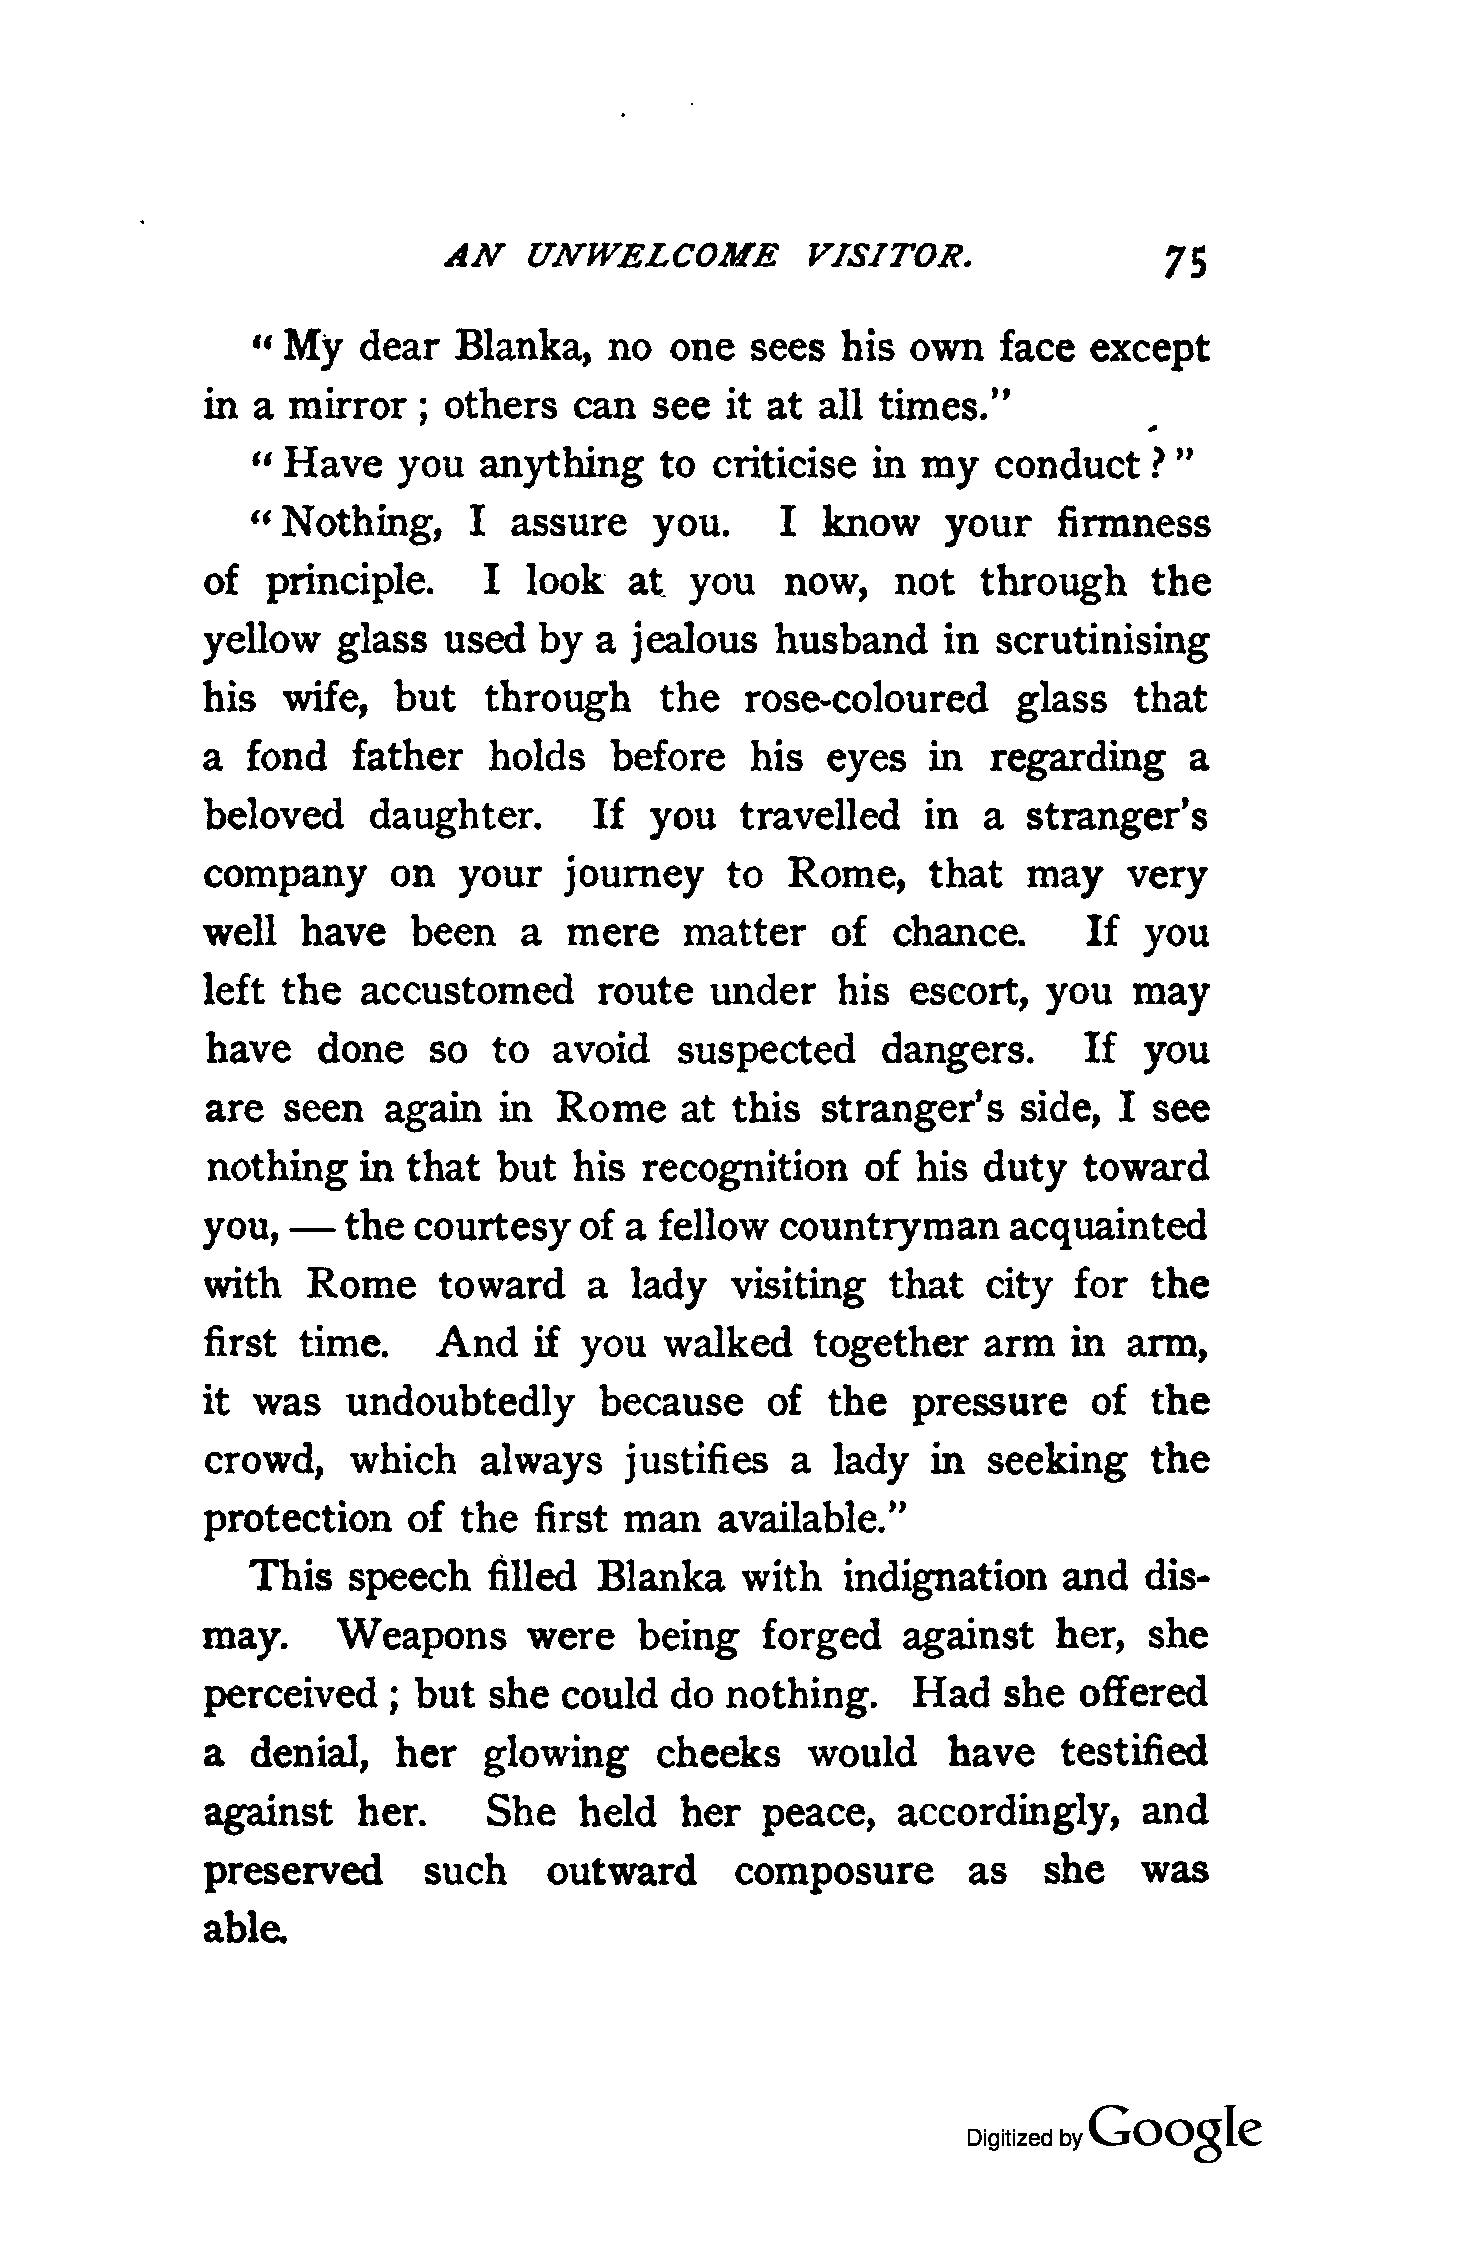 AN UNWELCOME VISITOR. 75
“ My dear Blanka, no one sees his own face except
in a mirror ; others can see it at all times.”
“ Have you anything to criticise in my conduct ? ”
“ Nothing, I assure you. I know your firmness
of principle. I look at you now, not through the
yellow glass used by a jealous husband in scrutinising
his wife, but through the rose-coloured glass that
a fond father holds before his eyes in regarding a
beloved daughter. If you travelled in a stranger's
company on your journey to Rome, that may very
well have been a mere matter of chance. If you
left the accustomed route under his escort, you may
have done so to avoid suspected dangers. If you
are seen again in Rome at this stranger's side, I see
nothing in that but his recognition of his duty toward
you, — the courtesy of a fellow countryman acquainted
with Rome toward a lady visiting that city for the
first time. And if you walked together arm in arm,
it was undoubtedly because of the pressure of the
crowd, which always justifies a lady in seeking the
protection of the first man available.”
This speech filled Blanka with indignation and dis-
may. Weapons were being forged against her, she
perceived ; but she could do nothing. Had she offered
a denial, her glowing cheeks would have testified
against her. She held her peace, accordingly, and
preserved such outward composure as she was
able.
Digitized by Google